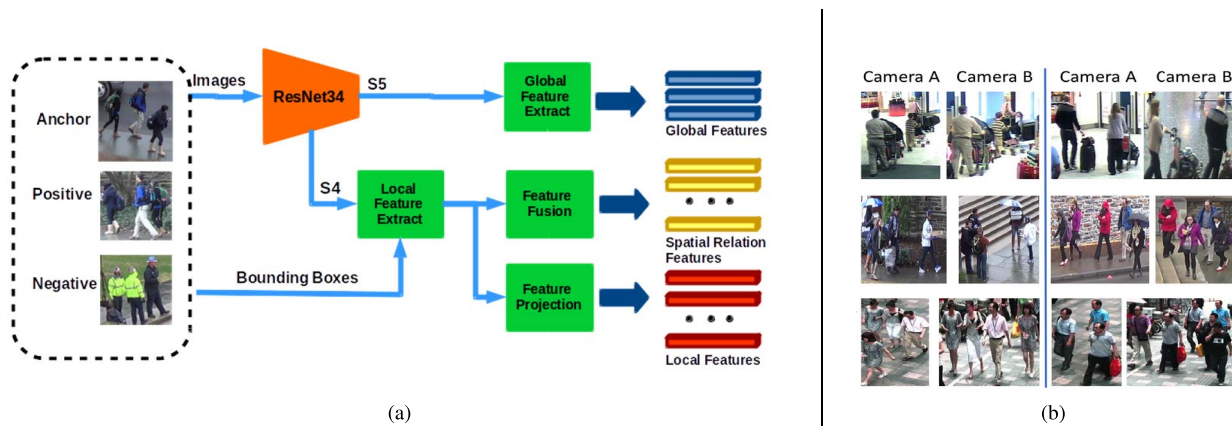 Anchor
Positive
Negative
Images
ResNet34
S5
S4
Global
Feature
Extract
Global Features
Local
Feature
Extract
Feature
Fusion
Spatial Relation
Features
Bounding Boxes
Feature
Projection
Local Features
(a)
Camera A Camera B Camera A Camera B
(b)